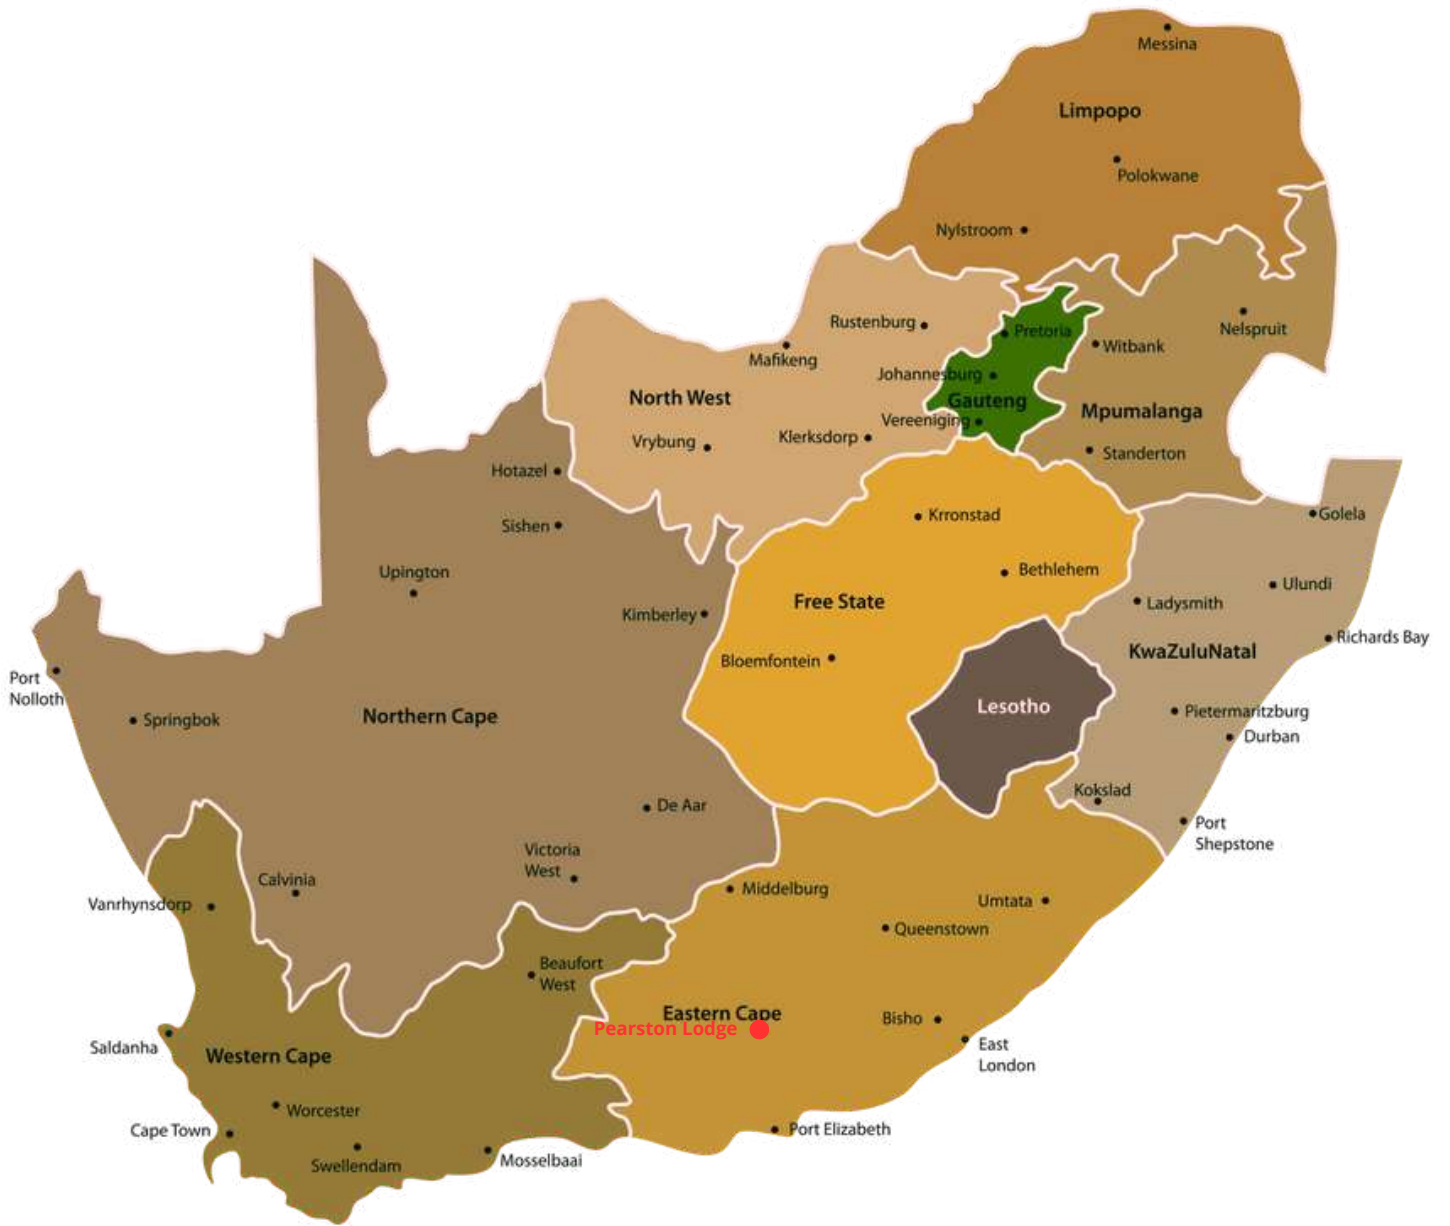 Messina
Limpopo
Polokwane
Nylstroom
Rustenburg
Pretoria
Nelspruit
Mafikeng
Witbank
Johannesburg
North West
Gauteng
Mpumalanga
Vereeniging
Vrybung
Klerksdorp
Standerton
Hotazel
Krronstad
Golela
Sishen
Upington
Bethlehem
Ulundi
Free State
Ladysmith
Kimberley
Richards Bay
KwaZuluNatal
Bloemfontein
Port
Nolloth
Lesotho
Northern Cape
Springbok
Pietermaritzburg
Durban
Kokslad
De Aar
Port
Shepstone
Victoria
West
Calvinia
Middelburg
Vanrhynsdorp
Umtata
Queenstown
Beaufort
West
Eastern Cape
Pearston Lodge
Bisho
East
London
Saldanha
Western Cape
Worcester
Cape Town
Port Elizabeth
Swellendam
Mosselbaai